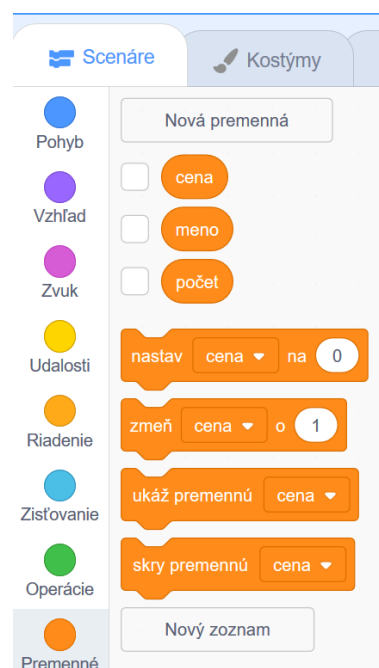 Scenáre
Kostýmy
Pohyb
Vzhľad
Zvuk
Udalosti
Riadenie
Zisťovanie
Operácie
Premenné
Nová premenná
cena
meno
počet
nastav cena na 0
zmeň cena o 1
ukáž premennú cena
skry premennú cena
Nový zoznam